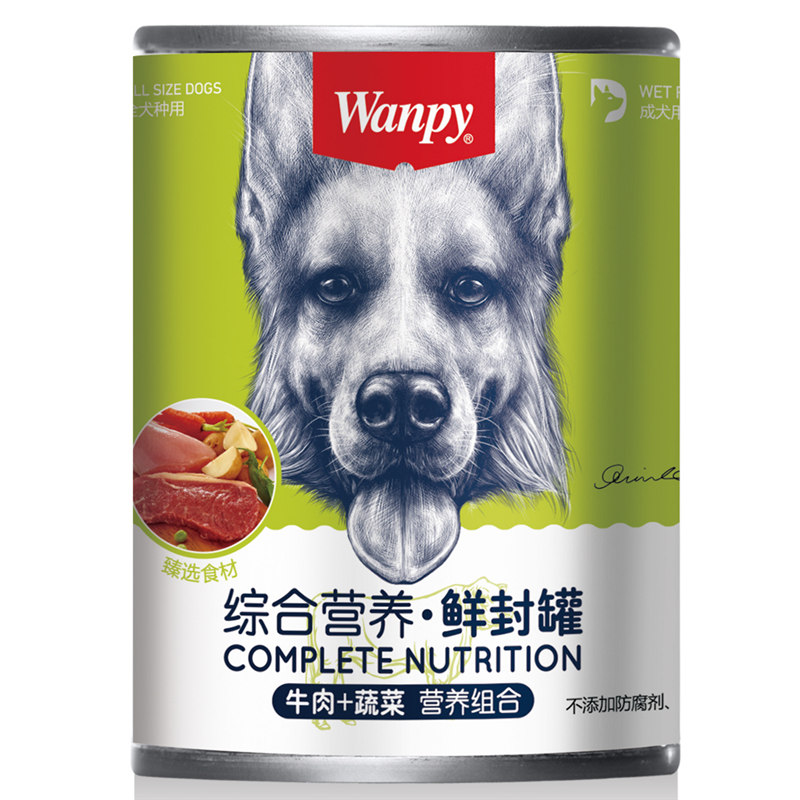 LL SIZE DOGS
全犬种用
Wanpy®
WET F
成犬用
臻选食材
综合营养·鲜封罐
COMPLETE NUTRITION
牛肉+蔬菜 营养组合
不添加防腐剂、